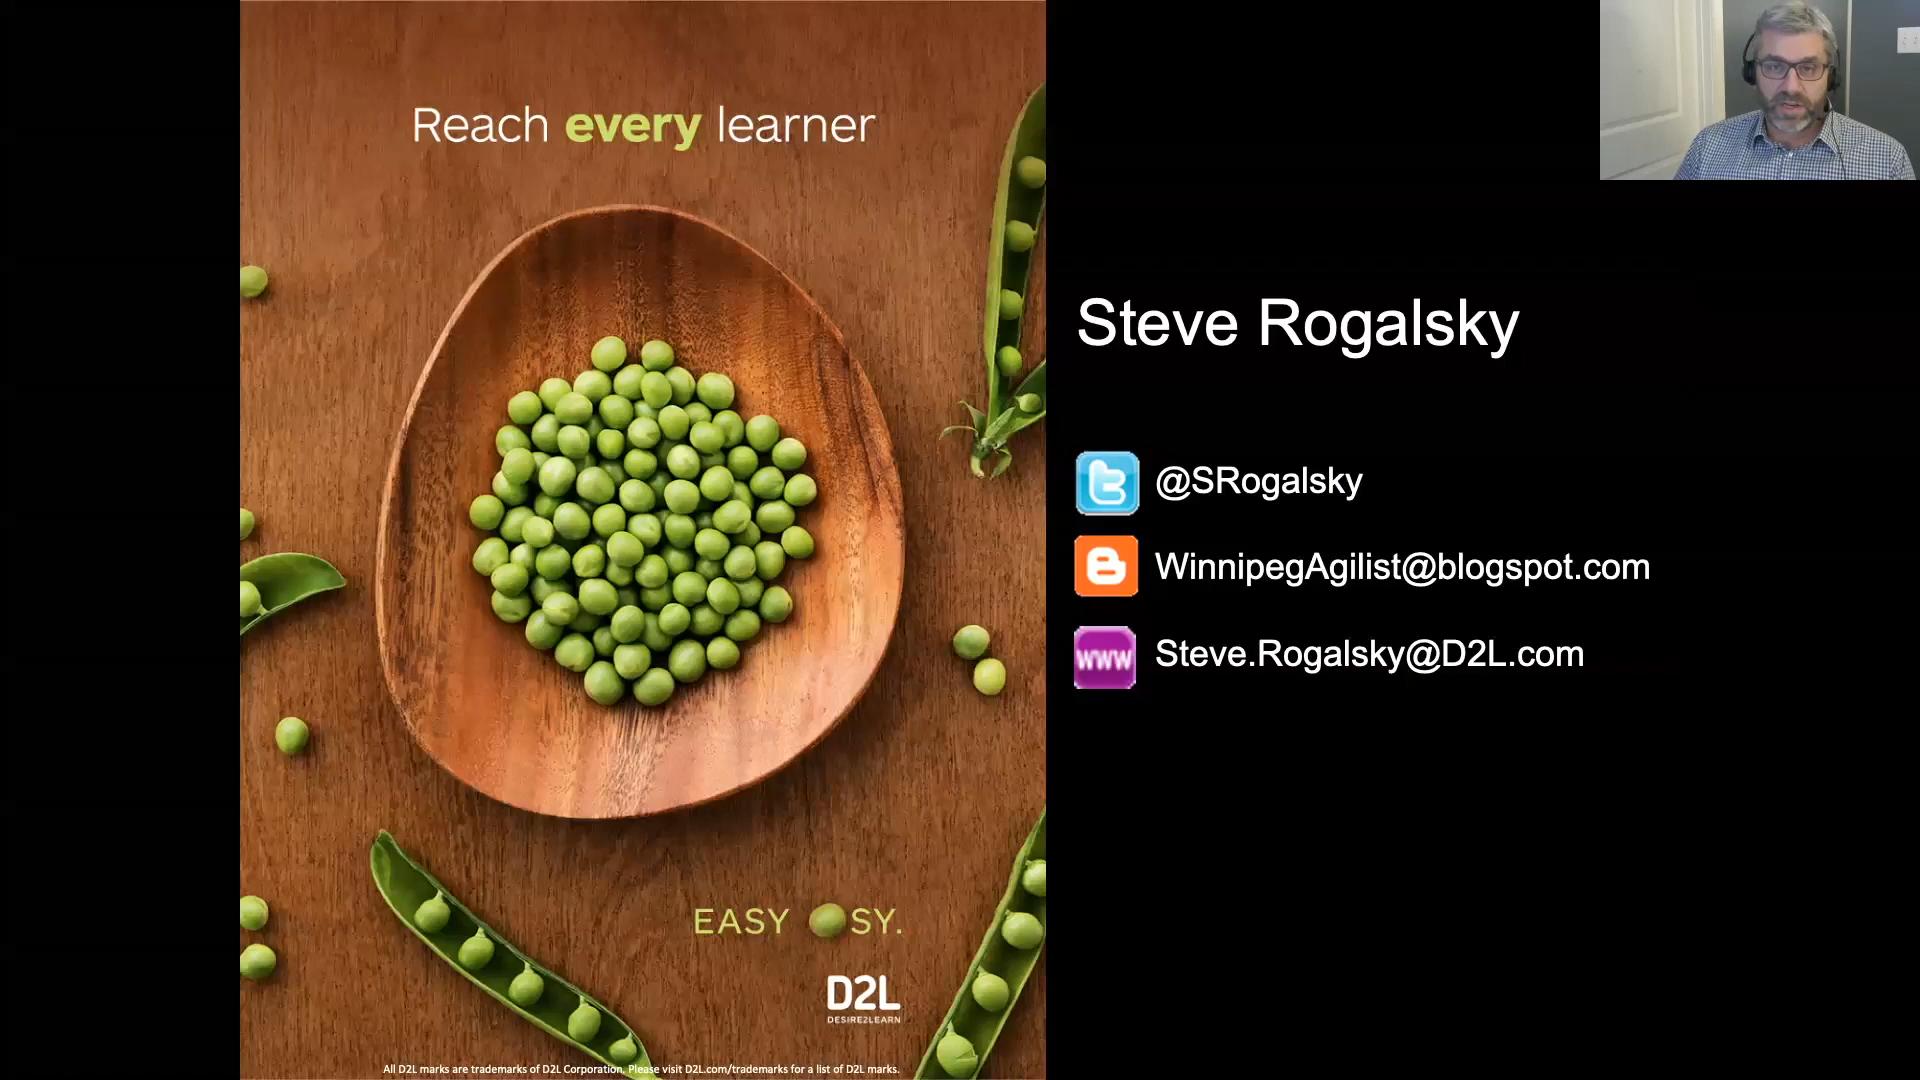 Reach every learner
EASY SY.
D2L
DESIRE2LEARN
All D2L marks are trademarks of D2L Corporation. Please visit D2L.com/trademarks for a list of D2L marks.
Steve Rogalsky
@SRogalsky
WinnipegAgilist@blogspot.com
www
Steve.Rogalsky@D2L.com